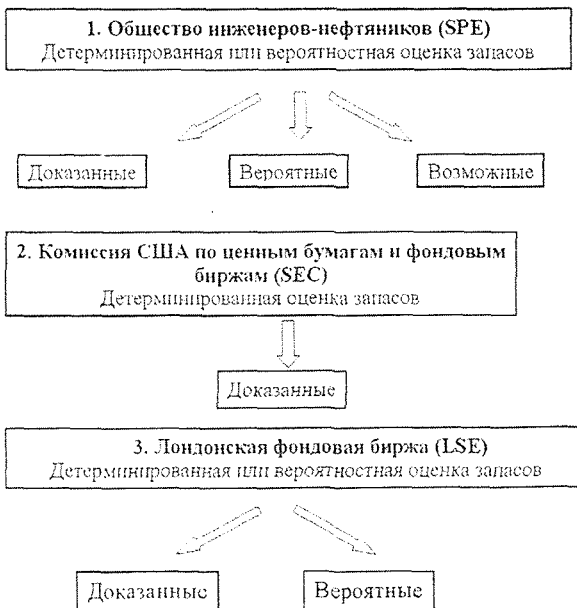 1. Общество инженеров-нефтяников (SPE)
Детерминированная или вероятностная оценка запасов
Доказанные Вероятные Возможные
2. Комиссия США по ценным бумагам и фондовым
биржам (SEC)
Детерминированная оценка запасов
Доказанные
3. Лондонская фондовая биржа (LSE)
Детерминированная или вероятностная оценка запасов
Доказанные Вероятные